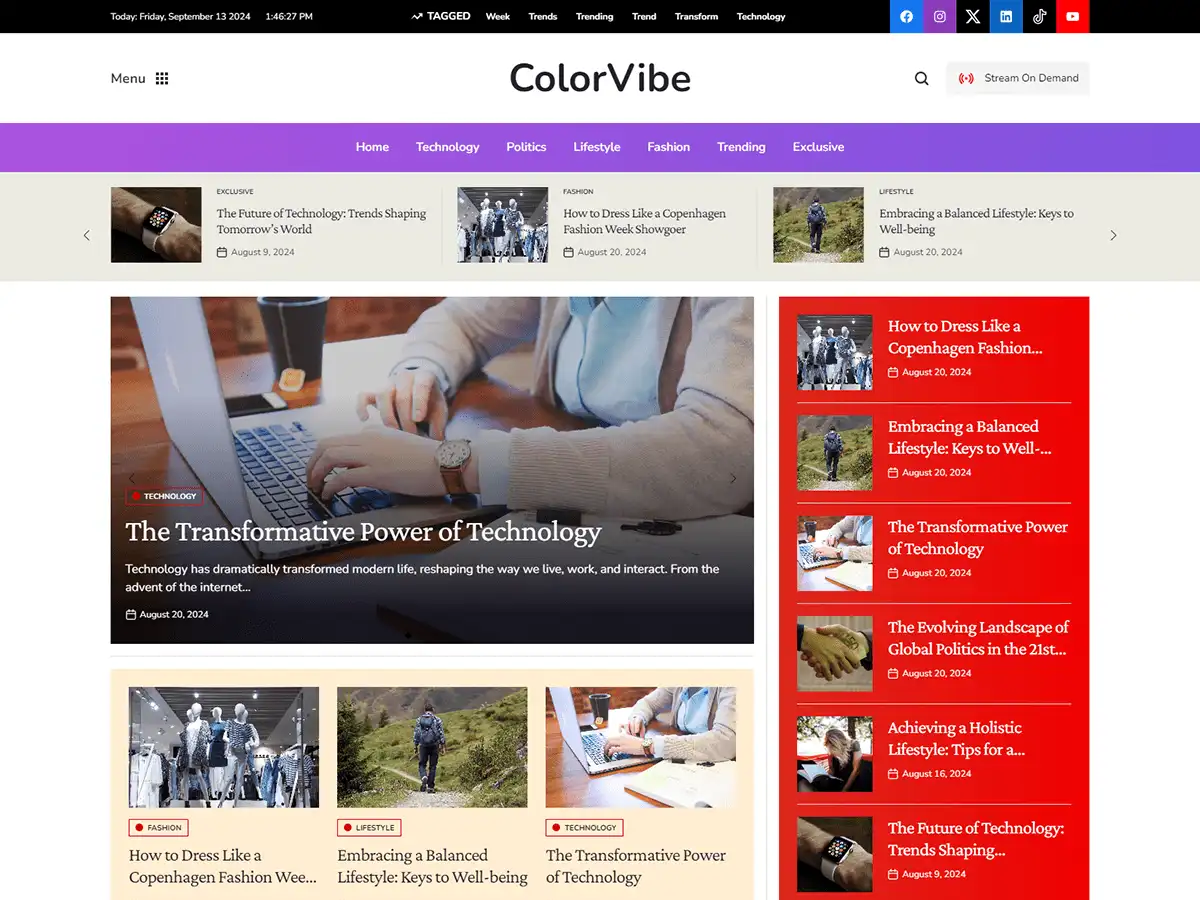 Today: Friday, September 13 2024 1:46:27 PM TAGGED Week Trends Trending Trend Transform Technology
Menu ColorVibe Stream On Demand
Home Technology Politics Lifestyle Fashion Trending Exclusive
EXCLUSIVE
The Future of Technology: Trends Shaping
Tomorrow’s World
August 9, 2024
FASHION
How to Dress Like a Copenhagen
Fashion Week Showgoer
August 20, 2024
LIFESTYLE
Embracing a Balanced Lifestyle: Keys to
Well-being
August 20, 2024
TECHNOLOGY
The Transformative Power of Technology
Technology has dramatically transformed modern life, reshaping the way we live, work, and interact. From the
advent of the internet...
August 20, 2024
FASHION
How to Dress Like a
Copenhagen Fashion Wee...
LIFESTYLE
Embracing a Balanced
Lifestyle: Keys to Well-being
TECHNOLOGY
The Transformative Power
of Technology
How to Dress Like a
Copenhagen Fashion...
August 20, 2024
Embracing a Balanced
Lifestyle: Keys to Well-...
August 20, 2024
The Transformative Power
of Technology
August 20, 2024
The Evolving Landscape of
Global Politics in the 21st...
August 20, 2024
Achieving a Holistic
Lifestyle: Tips for a...
August 16, 2024
The Future of Technology:
Trends Shaping...
August 9, 2024